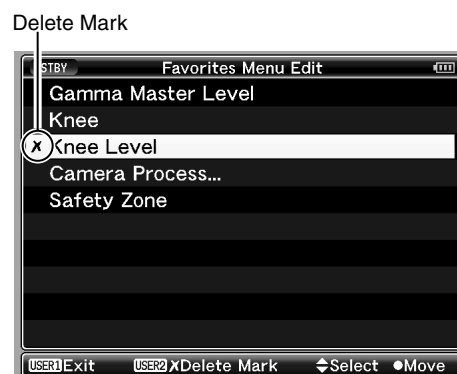 Delete Mark
STBY Favorites Menu Edit
Gamma Master Level
Knee
✗ Knee Level
Camera Process...
Safety Zone
USER1 Exit USER2 ✗Delete Mark Select Move